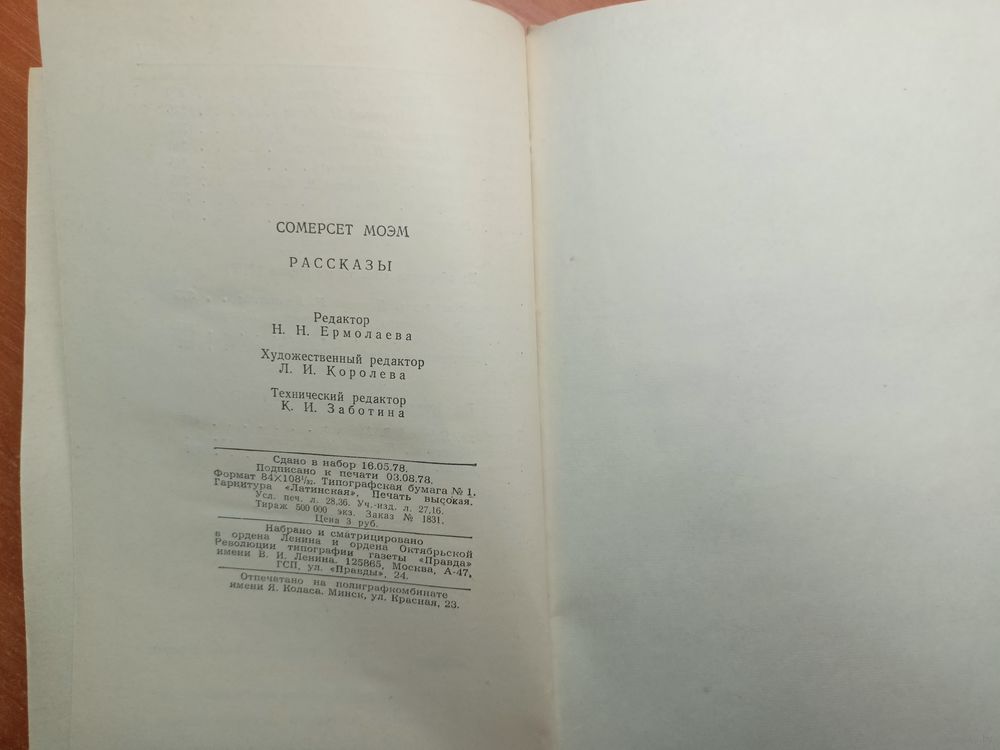 СОМЕРСЕТ МОЭМ
РАССКАЗЫ
Редактор
Н. Н. Ермолаева
Художественный редактор
Л. И. Королева
Технический редактор
К. И. Заботина
Сдано в набор 16.05.78.
Подписано к печати 03.08.78.
Формат 84×108¹/₃₂. Типографская бумага № 1.
Гарнитура «Латинская». Печать высокая.
Усл. печ. л. 28.36. Уч.-изд. л. 27,16.
Тираж 500 000 экз. Заказ № 1831.
Цена 3 руб.
Набрано и сматрицировано
в ордена Ленина и ордена Октябрьской
Революции типографии газеты «Правда»
имени В. И. Ленина. 125865, Москва, А-47,
ГСП, ул. «Правды», 24.
Отпечатано на полиграфкомбинате
имени Я. Коласа. Минск, ул. Красная, 23.